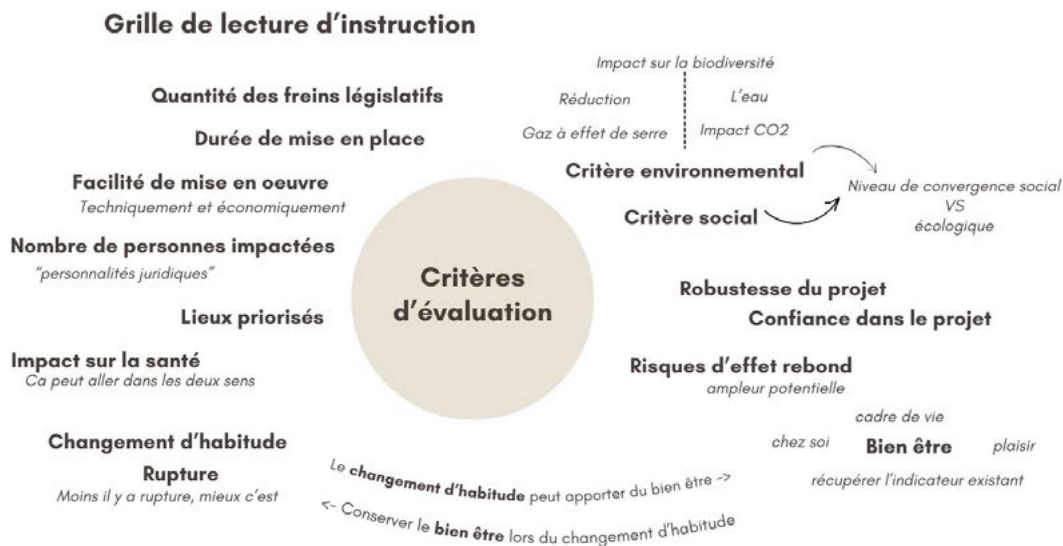 Grille de lecture d'instruction
Quantité des freins législatifs
Durée de mise en place
Facilité de mise en oeuvre
Techniquement et économiquement
Nombre de personnes impactées
"personnalités juridiques"
Lieux priorisés
Impact sur la santé
Ca peut aller dans les deux sens
Changement d'habitude
Rupture
Moins il y a rupture, mieux c'est
Critères
d'évaluation
Impact sur la biodiversité
Réduction
L'eau
Gaz à effet de serre
Impact CO2
Critère environnemental
Critère social
Niveau de convergence social
VS
écologique
Robustesse du projet
Confiance dans le projet
Risques d'effet rebond
ampleur potentielle
cadre de vie
chez soi
Bien être
plaisir
récupérer l'indicateur existant
Le changement d'habitude peut apporter du bien être ->
<- Conserver le bien être lors du changement d'habitude